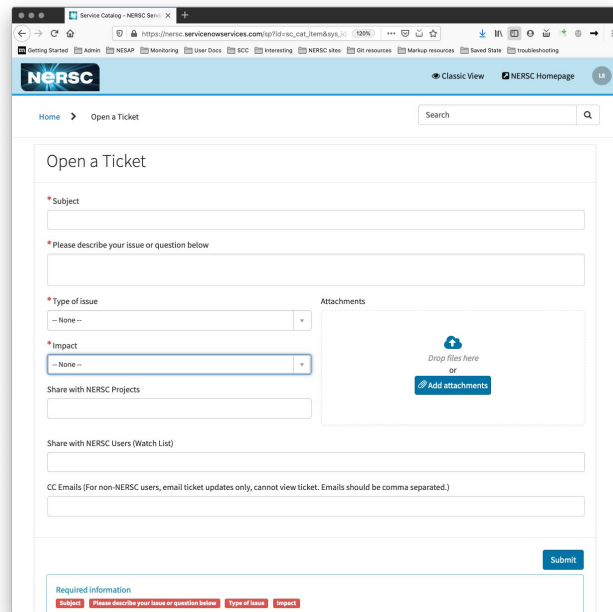 Service Catalog - NERSC Servic
https://nersc.servicenowservices.com/sp?id=sc_cat_item&sys_id 120%
Getting Started Admin NESAP Monitoring User Docs SCC Interesting NERSC sites Git resources Markup resources Saved State troubleshooting
NERSC Classic View NERSC Homepage LS
Home > Open a Ticket Search
Open a Ticket
* Subject
* Please describe your issue or question below
* Type of issue Attachments
-- None --
* Impact
-- None -- Drop files here
or
Share with NERSC Projects Add attachments
Share with NERSC Users (Watch List)
CC Emails (For non-NERSC users, email ticket updates only, cannot view ticket. Emails should be comma separated.)
Submit
Required information
Subject Please describe your issue or question below Type of issue Impact